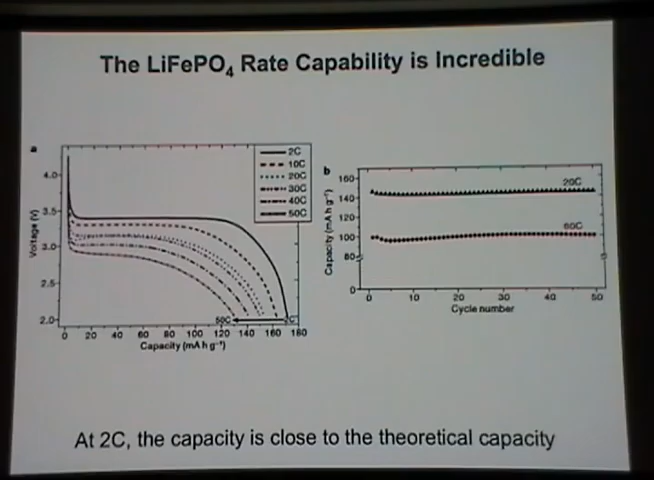 The LiFePO4 Rate Capability is Incredible
a
2C
10C
20C
30C
40C
50C
4.0
3.5
3.0
2.5
2.0
Voltage (V)
50C
2C
0 20 40 60 80 100 120 140 160 180
Capacity (mA h g⁻¹)
b
160
140
120
100
80
0
Capacity (mA h g⁻¹)
20C
60C
0 10 20 30 40 50
Cycle number
At 2C, the capacity is close to the theoretical capacity